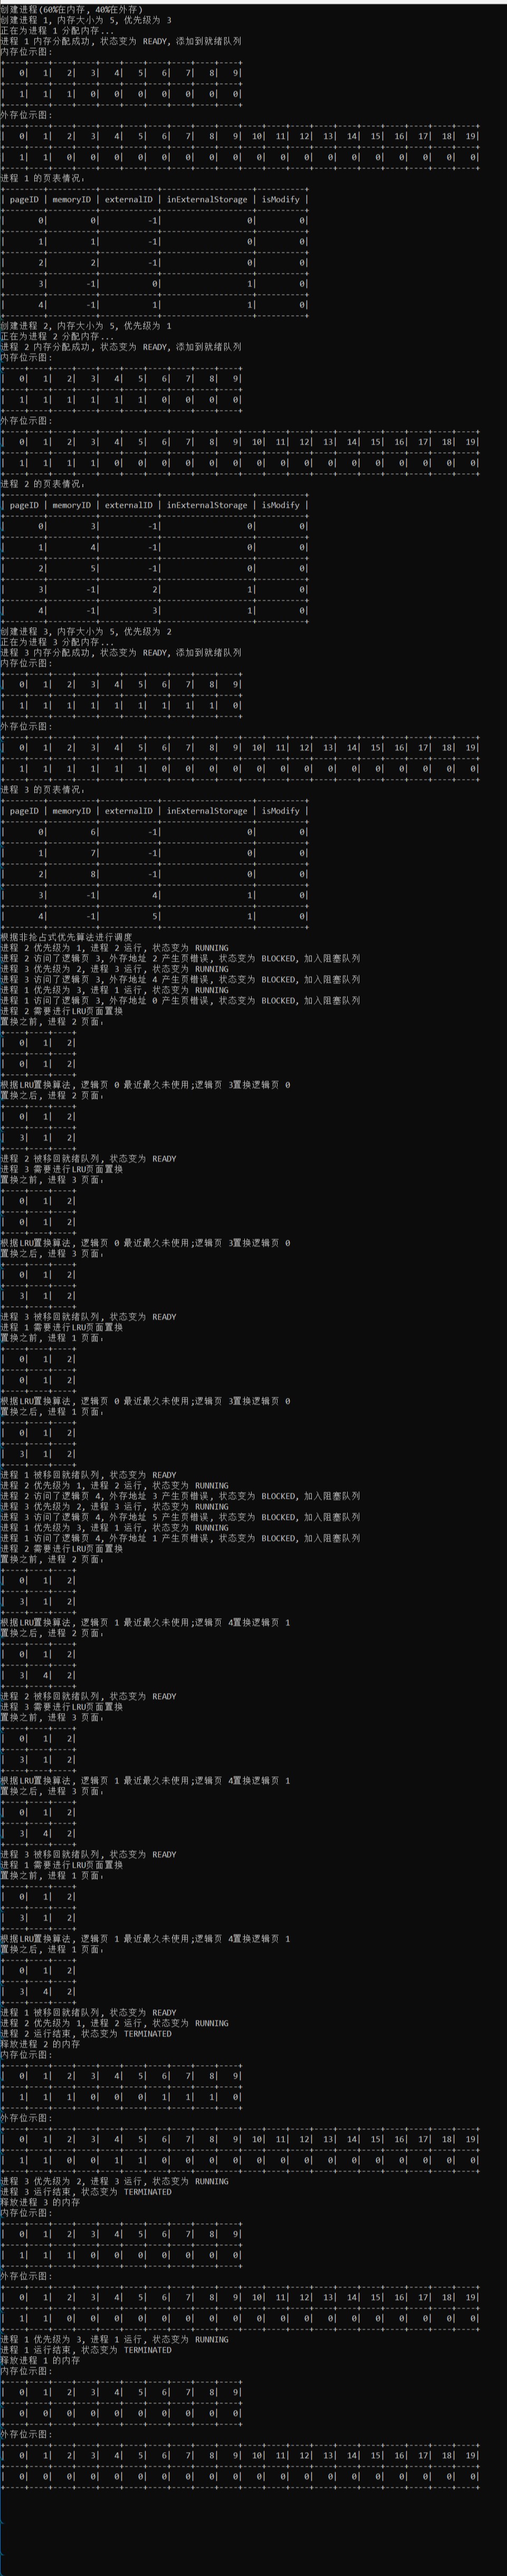 创建进程(60%在内存, 40%在外存)
创建进程 1, 内存大小为 5, 优先级为 3
正在为进程 1 分配内存...
进程 1 内存分配成功, 状态变为 READY, 添加到就绪队列
内存位示图:
+----+----+----+----+----+----+----+----+----+----+
|   0|   1|   2|   3|   4|   5|   6|   7|   8|   9|
+----+----+----+----+----+----+----+----+----+----+
|   1|   1|   1|   0|   0|   0|   0|   0|   0|   0|
+----+----+----+----+----+----+----+----+----+----+
外存位示图:
+----+----+----+----+----+----+----+----+----+----+----+----+----+----+----+----+----+----+----+----+
|   0|   1|   2|   3|   4|   5|   6|   7|   8|   9|  10|  11|  12|  13|  14|  15|  16|  17|  18|  19|
+----+----+----+----+----+----+----+----+----+----+----+----+----+----+----+----+----+----+----+----+
|   1|   1|   0|   0|   0|   0|   0|   0|   0|   0|   0|   0|   0|   0|   0|   0|   0|   0|   0|   0|
+----+----+----+----+----+----+----+----+----+----+----+----+----+----+----+----+----+----+----+----+
进程 1 的页表情况:
+--------+----------+------------+-------------------+----------+
| pageID | memoryID | externalID | inExternalStorage | isModify |
+--------+----------+------------+-------------------+----------+
|       0|         0|          -1|                  0|         0|
+--------+----------+------------+-------------------+----------+
|       1|         1|          -1|                  0|         0|
+--------+----------+------------+-------------------+----------+
|       2|         2|          -1|                  0|         0|
+--------+----------+------------+-------------------+----------+
|       3|        -1|           0|                  1|         0|
+--------+----------+------------+-------------------+----------+
|       4|        -1|           1|                  1|         0|
+--------+----------+------------+-------------------+----------+
创建进程 2, 内存大小为 5, 优先级为 1
正在为进程 2 分配内存...
进程 2 内存分配成功, 状态变为 READY, 添加到就绪队列
内存位示图:
+----+----+----+----+----+----+----+----+----+----+
|   0|   1|   2|   3|   4|   5|   6|   7|   8|   9|
+----+----+----+----+----+----+----+----+----+----+
|   1|   1|   1|   1|   1|   1|   0|   0|   0|   0|
+----+----+----+----+----+----+----+----+----+----+
外存位示图:
+----+----+----+----+----+----+----+----+----+----+----+----+----+----+----+----+----+----+----+----+
|   0|   1|   2|   3|   4|   5|   6|   7|   8|   9|  10|  11|  12|  13|  14|  15|  16|  17|  18|  19|
+----+----+----+----+----+----+----+----+----+----+----+----+----+----+----+----+----+----+----+----+
|   1|   1|   1|   1|   0|   0|   0|   0|   0|   0|   0|   0|   0|   0|   0|   0|   0|   0|   0|   0|
+----+----+----+----+----+----+----+----+----+----+----+----+----+----+----+----+----+----+----+----+
进程 2 的页表情况:
+--------+----------+------------+-------------------+----------+
| pageID | memoryID | externalID | inExternalStorage | isModify |
+--------+----------+------------+-------------------+----------+
|       0|         3|          -1|                  0|         0|
+--------+----------+------------+-------------------+----------+
|       1|         4|          -1|                  0|         0|
+--------+----------+------------+-------------------+----------+
|       2|         5|          -1|                  0|         0|
+--------+----------+------------+-------------------+----------+
|       3|        -1|           2|                  1|         0|
+--------+----------+------------+-------------------+----------+
|       4|        -1|           3|                  1|         0|
+--------+----------+------------+-------------------+----------+
创建进程 3, 内存大小为 5, 优先级为 2
正在为进程 3 分配内存...
进程 3 内存分配成功, 状态变为 READY, 添加到就绪队列
内存位示图:
+----+----+----+----+----+----+----+----+----+----+
|   0|   1|   2|   3|   4|   5|   6|   7|   8|   9|
+----+----+----+----+----+----+----+----+----+----+
|   1|   1|   1|   1|   1|   1|   1|   1|   1|   0|
+----+----+----+----+----+----+----+----+----+----+
外存位示图:
+----+----+----+----+----+----+----+----+----+----+----+----+----+----+----+----+----+----+----+----+
|   0|   1|   2|   3|   4|   5|   6|   7|   8|   9|  10|  11|  12|  13|  14|  15|  16|  17|  18|  19|
+----+----+----+----+----+----+----+----+----+----+----+----+----+----+----+----+----+----+----+----+
|   1|   1|   1|   1|   1|   1|   0|   0|   0|   0|   0|   0|   0|   0|   0|   0|   0|   0|   0|   0|
+----+----+----+----+----+----+----+----+----+----+----+----+----+----+----+----+----+----+----+----+
进程 3 的页表情况:
+--------+----------+------------+-------------------+----------+
| pageID | memoryID | externalID | inExternalStorage | isModify |
+--------+----------+------------+-------------------+----------+
|       0|         6|          -1|                  0|         0|
+--------+----------+------------+-------------------+----------+
|       1|         7|          -1|                  0|         0|
+--------+----------+------------+-------------------+----------+
|       2|         8|          -1|                  0|         0|
+--------+----------+------------+-------------------+----------+
|       3|        -1|           4|                  1|         0|
+--------+----------+------------+-------------------+----------+
|       4|        -1|           5|                  1|         0|
+--------+----------+------------+-------------------+----------+
根据非抢占式优先算法进行调度
进程 2 优先级为 1, 进程 2 运行, 状态变为 RUNNING
进程 2 访问了逻辑页 3, 外存地址 2 产生页错误, 状态变为 BLOCKED, 加入阻塞队列
进程 3 优先级为 2, 进程 3 运行, 状态变为 RUNNING
进程 3 访问了逻辑页 3, 外存地址 4 产生页错误, 状态变为 BLOCKED, 加入阻塞队列
进程 1 优先级为 3, 进程 1 运行, 状态变为 RUNNING
进程 1 访问了逻辑页 3, 外存地址 0 产生页错误, 状态变为 BLOCKED, 加入阻塞队列
进程 2 需要进行LRU页面置换
置换之前, 进程 2 页面:
+----+----+----+
|   0|   1|   2|
+----+----+----+
|   0|   1|   2|
+----+----+----+
根据LRU置换算法, 逻辑页 0 最近最久未使用;逻辑页 3置换逻辑页 0
置换之后, 进程 2 页面:
+----+----+----+
|   0|   1|   2|
+----+----+----+
|   3|   1|   2|
+----+----+----+
进程 2 被移回就绪队列, 状态变为 READY
进程 3 需要进行LRU页面置换
置换之前, 进程 3 页面:
+----+----+----+
|   0|   1|   2|
+----+----+----+
|   0|   1|   2|
+----+----+----+
根据LRU置换算法, 逻辑页 0 最近最久未使用;逻辑页 3置换逻辑页 0
置换之后, 进程 3 页面:
+----+----+----+
|   0|   1|   2|
+----+----+----+
|   3|   1|   2|
+----+----+----+
进程 3 被移回就绪队列, 状态变为 READY
进程 1 需要进行LRU页面置换
置换之前, 进程 1 页面:
+----+----+----+
|   0|   1|   2|
+----+----+----+
|   0|   1|   2|
+----+----+----+
根据LRU置换算法, 逻辑页 0 最近最久未使用;逻辑页 3置换逻辑页 0
置换之后, 进程 1 页面:
+----+----+----+
|   0|   1|   2|
+----+----+----+
|   3|   1|   2|
+----+----+----+
进程 1 被移回就绪队列, 状态变为 READY
进程 2 优先级为 1, 进程 2 运行, 状态变为 RUNNING
进程 2 访问了逻辑页 4, 外存地址 3 产生页错误, 状态变为 BLOCKED, 加入阻塞队列
进程 3 优先级为 2, 进程 3 运行, 状态变为 RUNNING
进程 3 访问了逻辑页 4, 外存地址 5 产生页错误, 状态变为 BLOCKED, 加入阻塞队列
进程 1 优先级为 3, 进程 1 运行, 状态变为 RUNNING
进程 1 访问了逻辑页 4, 外存地址 1 产生页错误, 状态变为 BLOCKED, 加入阻塞队列
进程 2 需要进行LRU页面置换
置换之前, 进程 2 页面:
+----+----+----+
|   0|   1|   2|
+----+----+----+
|   3|   1|   2|
+----+----+----+
根据LRU置换算法, 逻辑页 1 最近最久未使用;逻辑页 4置换逻辑页 1
置换之后, 进程 2 页面:
+----+----+----+
|   0|   1|   2|
+----+----+----+
|   3|   4|   2|
+----+----+----+
进程 2 被移回就绪队列, 状态变为 READY
进程 3 需要进行LRU页面置换
置换之前, 进程 3 页面:
+----+----+----+
|   0|   1|   2|
+----+----+----+
|   3|   1|   2|
+----+----+----+
根据LRU置换算法, 逻辑页 1 最近最久未使用;逻辑页 4置换逻辑页 1
置换之后, 进程 3 页面:
+----+----+----+
|   0|   1|   2|
+----+----+----+
|   3|   4|   2|
+----+----+----+
进程 3 被移回就绪队列, 状态变为 READY
进程 1 需要进行LRU页面置换
置换之前, 进程 1 页面:
+----+----+----+
|   0|   1|   2|
+----+----+----+
|   3|   1|   2|
+----+----+----+
根据LRU置换算法, 逻辑页 1 最近最久未使用;逻辑页 4置换逻辑页 1
置换之后, 进程 1 页面:
+----+----+----+
|   0|   1|   2|
+----+----+----+
|   3|   4|   2|
+----+----+----+
进程 1 被移回就绪队列, 状态变为 READY
进程 2 优先级为 1, 进程 2 运行, 状态变为 RUNNING
进程 2 运行结束, 状态变为 TERMINATED
释放进程 2 的内存
内存位示图:
+----+----+----+----+----+----+----+----+----+----+
|   0|   1|   2|   3|   4|   5|   6|   7|   8|   9|
+----+----+----+----+----+----+----+----+----+----+
|   1|   1|   1|   0|   0|   0|   1|   1|   1|   0|
+----+----+----+----+----+----+----+----+----+----+
外存位示图:
+----+----+----+----+----+----+----+----+----+----+----+----+----+----+----+----+----+----+----+----+
|   0|   1|   2|   3|   4|   5|   6|   7|   8|   9|  10|  11|  12|  13|  14|  15|  16|  17|  18|  19|
+----+----+----+----+----+----+----+----+----+----+----+----+----+----+----+----+----+----+----+----+
|   1|   1|   0|   0|   1|   1|   0|   0|   0|   0|   0|   0|   0|   0|   0|   0|   0|   0|   0|   0|
+----+----+----+----+----+----+----+----+----+----+----+----+----+----+----+----+----+----+----+----+
进程 3 优先级为 2, 进程 3 运行, 状态变为 RUNNING
进程 3 运行结束, 状态变为 TERMINATED
释放进程 3 的内存
内存位示图:
+----+----+----+----+----+----+----+----+----+----+
|   0|   1|   2|   3|   4|   5|   6|   7|   8|   9|
+----+----+----+----+----+----+----+----+----+----+
|   1|   1|   1|   0|   0|   0|   0|   0|   0|   0|
+----+----+----+----+----+----+----+----+----+----+
外存位示图:
+----+----+----+----+----+----+----+----+----+----+----+----+----+----+----+----+----+----+----+----+
|   0|   1|   2|   3|   4|   5|   6|   7|   8|   9|  10|  11|  12|  13|  14|  15|  16|  17|  18|  19|
+----+----+----+----+----+----+----+----+----+----+----+----+----+----+----+----+----+----+----+----+
|   1|   1|   0|   0|   0|   0|   0|   0|   0|   0|   0|   0|   0|   0|   0|   0|   0|   0|   0|   0|
+----+----+----+----+----+----+----+----+----+----+----+----+----+----+----+----+----+----+----+----+
进程 1 优先级为 3, 进程 1 运行, 状态变为 RUNNING
进程 1 运行结束, 状态变为 TERMINATED
释放进程 1 的内存
内存位示图:
+----+----+----+----+----+----+----+----+----+----+
|   0|   1|   2|   3|   4|   5|   6|   7|   8|   9|
+----+----+----+----+----+----+----+----+----+----+
|   0|   0|   0|   0|   0|   0|   0|   0|   0|   0|
+----+----+----+----+----+----+----+----+----+----+
外存位示图:
+----+----+----+----+----+----+----+----+----+----+----+----+----+----+----+----+----+----+----+----+
|   0|   1|   2|   3|   4|   5|   6|   7|   8|   9|  10|  11|  12|  13|  14|  15|  16|  17|  18|  19|
+----+----+----+----+----+----+----+----+----+----+----+----+----+----+----+----+----+----+----+----+
|   0|   0|   0|   0|   0|   0|   0|   0|   0|   0|   0|   0|   0|   0|   0|   0|   0|   0|   0|   0|
+----+----+----+----+----+----+----+----+----+----+----+----+----+----+----+----+----+----+----+----+